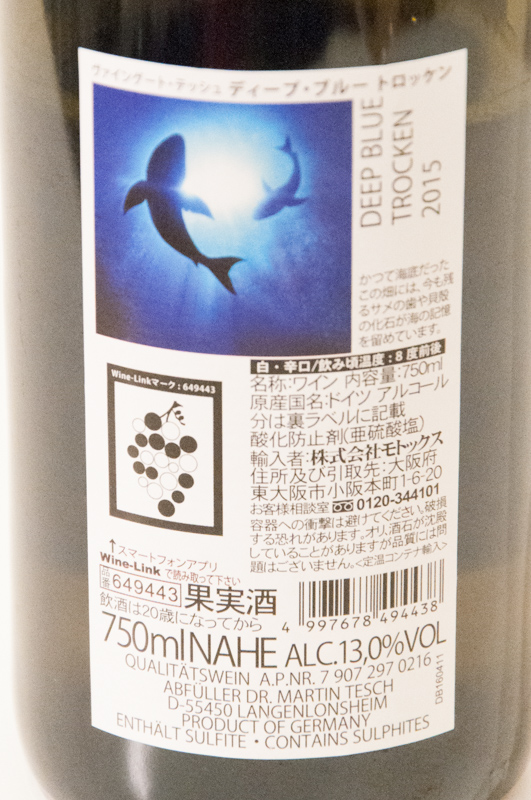 ヴァイングート・テッシュ ディープ・ブルー トロッケン
DEEP BLUE
TROCKEN
2015
かつて海底だった
この畑には、今も残
るサメの歯や貝殻
の化石が海の記憶
を留めています。
白・辛口/飲み頃温度:8度前後
名称:ワイン 内容量:750ml
原産国名:ドイツ アルコール
分は裏ラベルに記載
酸化防止剤(亜硫酸塩)
輸入者:株式会社モトックス
住所及び引取先:大阪府
東大阪市小阪本町1-6-20
お客様相談室 0120-344101
容器への衝撃は避けてください。破損
する恐れがあります。オリ、酒石が沈殿
していることがありますが品質には問
題はございません。<定温コンテナ輸入>
Wine-Linkマーク:649443
↑スマートフォンアプリ
Wine-Link で読み取って下さい
品番 649443 果実酒
飲酒は20歳になってから
4 997678 494438
750ml NAHE ALC.13,0%VOL
QUALITÄTSWEIN A.P.NR. 7 907 297 0216
ABFÜLLER DR. MARTIN TESCH
D-55450 LANGENLONSHEIM
PRODUCT OF GERMANY
ENTHÄLT SULFITE • CONTAINS SULPHITES
DB160411